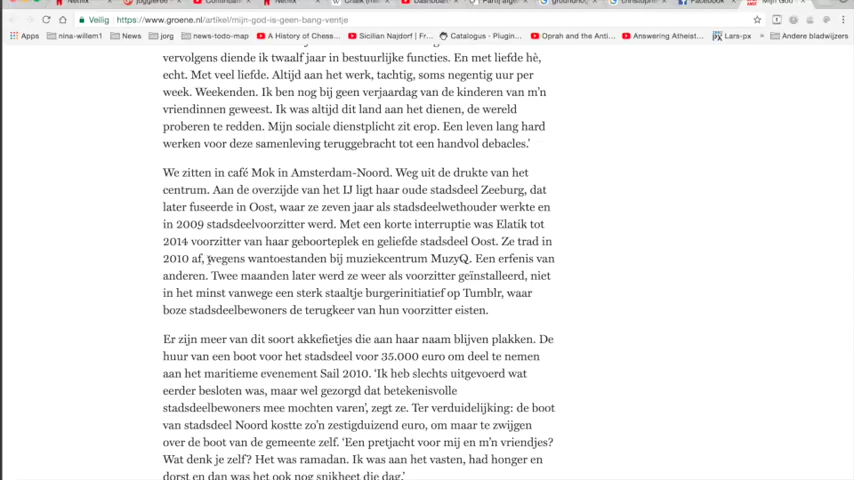 Netflix
Continuum
Netflix
Dashboard
Facebook
Mijn God
Veilig
https://www.groene.nl/artikel/mijn-god-is-geen-bang-ventje
Apps nina-willem1 News news-todo-map jorg A History of Chess... Sicilian Najdorf | Fr... Catalogus - Plugin... Oprah and the Anti... Answering Atheist... Lars-px » Andere bladwijzers
vervolgens diende ik twaalf jaar in bestuurlijke functies. En met liefde hè,
echt. Met veel liefde. Altijd aan het werk, tachtig, soms negentig uur per
week. Weekenden. Ik ben nog bij geen verjaardag van de kinderen van m’n
vriendinnen geweest. Ik was altijd dit land aan het dienen, de wereld
proberen te redden. Mijn sociale dienstplicht zit erop. Een leven lang hard
werken voor deze samenleving teruggebracht tot een handvol debacles.’
We zitten in café Mok in Amsterdam-Noord. Weg uit de drukte van het
centrum. Aan de overzijde van het IJ ligt haar oude stadsdeel Zeeburg, dat
later fuseerde in Oost, waar ze zeven jaar als stadsdeelwethouder werkte en
in 2009 stadsdeelvoorzitter werd. Met een korte interruptie was Elatik tot
2014 voorzitter van haar geboorteplek en geliefde stadsdeel Oost. Ze trad in
2010 af, wegens wantoestanden bij muziekcentrum MuzyQ. Een erfenis van
anderen. Twee maanden later werd ze weer als voorzitter geïnstalleerd, niet
in het minst vanwege een sterk staaltje burgerinitiatief op Tumblr, waar
boze stadsdeelbewoners de terugkeer van hun voorzitter eisten.
Er zijn meer van dit soort akkefietjes die aan haar naam blijven plakken. De
huur van een boot voor het stadsdeel voor 35.000 euro om deel te nemen
aan het maritieme evenement Sail 2010. ‘Ik heb slechts uitgevoerd wat
eerder besloten was, maar wel gezorgd dat betekenisvolle
stadsdeelbewoners mee mochten varen’, zegt ze. Ter verduidelijking: de boot
van stadsdeel Noord kostte zo’n zestigduizend euro, om maar te zwijgen
over de boot van de gemeente zelf. ‘Een pretjacht voor mij en m’n vriendjes?
Wat denk je zelf? Het was ramadan. Ik was aan het vasten, had honger en
dorst en dan was het ook nog snikheet die dag.’